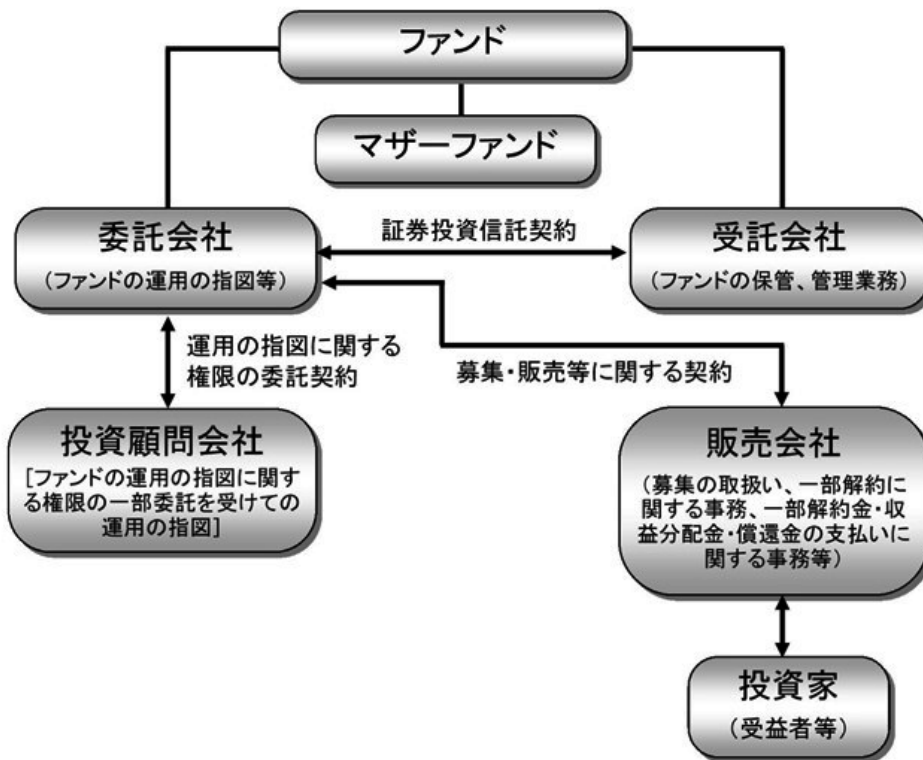 ファンド
マザーファンド
委託会社
(ファンドの運用の指図等)
証券投資信託契約
受託会社
(ファンドの保管、管理業務)
運用の指図に関する
権限の委託契約
募集・販売等に関する契約
投資顧問会社
[ファンドの運用の指図に関す
る権限の一部委託を受けての
運用の指図]
販売会社
(募集の取扱い、一部解約に
関する事務、一部解約金・収
益分配金・償還金の支払いに
関する事務等)
投資家
(受益者等)